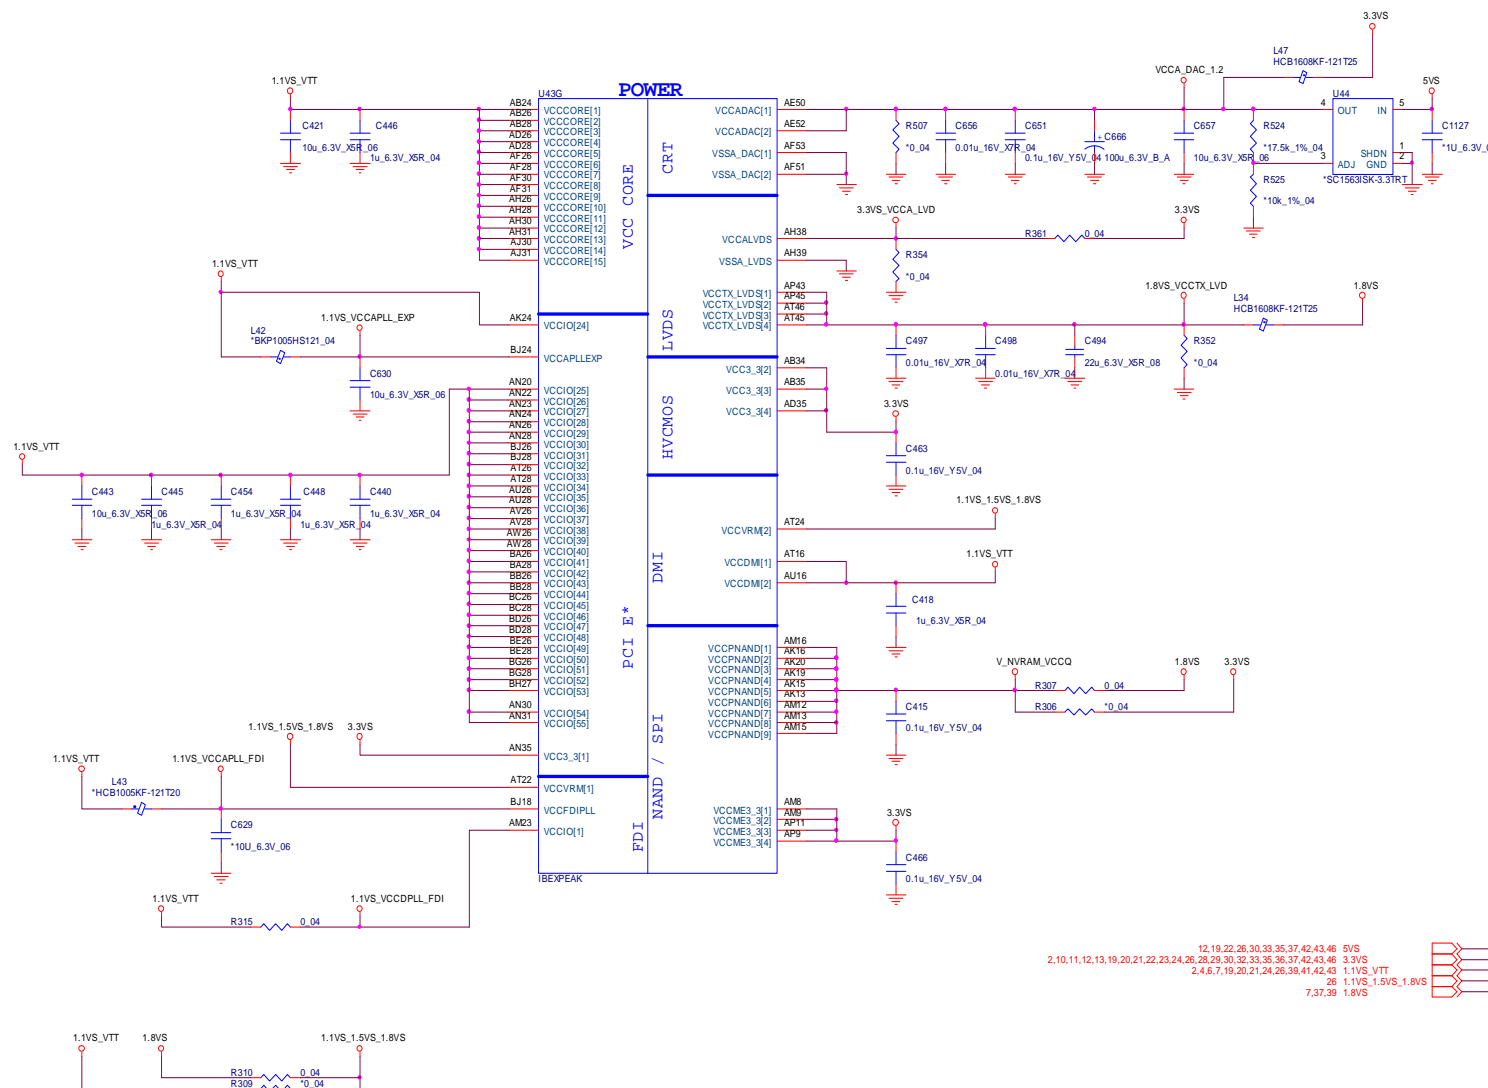 3.3VS
L47
HCB1608KF-121T25
VCCA_DAC_1.2
5VS
1.1VS_VTT
POWER
U43G
U44
AB24 VCCCORE[1]
AB26 VCCCORE[2]
AB28 VCCCORE[3]
AD26 VCCCORE[4]
AD28 VCCCORE[5]
AF26 VCCCORE[6]
AF28 VCCCORE[7]
AF30 VCCCORE[8]
AF31 VCCCORE[9]
AH26 VCCCORE[10]
AH28 VCCCORE[11]
AH30 VCCCORE[12]
AH31 VCCCORE[13]
AJ30 VCCCORE[14]
AJ31 VCCCORE[15]
VCC CORE
CRT
VCCADAC[1] AE50
VCCADAC[2] AE52
VSSA_DAC[1] AF53
VSSA_DAC[2] AF51
C421
10u_6.3V_X5R_06
C446
1u_6.3V_X5R_04
R507
*0_04
C656
0.01u_16V_X7R_04
C651
0.1u_16V_Y5V_04
+ C666
100u_6.3V_B_A
C657
10u_6.3V_X5R_06
R524
*17.5k_1%_04
R525
*10k_1%_04
4 OUT IN 5
SHDN 1
3 ADJ GND 2
*SC1563ISK-3.3TRT
C1127
*1U_6.3V_0
3.3VS_VCCA_LVD
3.3VS
R361 0_04
R354
*0_04
VCCALVDS AH38
VSSA_LVDS AH39
LVDS
VCCTX_LVDS[1] AP43
VCCTX_LVDS[2] AP45
VCCTX_LVDS[3] AT46
VCCTX_LVDS[4] AT45
1.8VS_VCCTX_LVD
L34
HCB1608KF-121T25
1.8VS
C497
0.01u_16V_X7R_04
C498
0.01u_16V_X7R_04
C494
22u_6.3V_X5R_08
R352
*0_04
1.1VS_VTT
AK24 VCCIO[24]
1.1VS_VCCAPLL_EXP
L42
*BKP1005HS121_04
BJ24 VCCAPLLEXP
C630
10u_6.3V_X5R_06
HVCMOS
VCC3_3[2] AB34
VCC3_3[3] AB35
VCC3_3[4] AD35
3.3VS
C463
0.1u_16V_Y5V_04
AN20 VCCIO[25]
AN22 VCCIO[26]
AN23 VCCIO[27]
AN24 VCCIO[28]
AN26 VCCIO[29]
AN28 VCCIO[30]
BJ26 VCCIO[31]
BJ28 VCCIO[32]
AT26 VCCIO[33]
AT28 VCCIO[34]
AU26 VCCIO[35]
AU28 VCCIO[36]
AV26 VCCIO[37]
AV28 VCCIO[38]
AW26 VCCIO[39]
AW28 VCCIO[40]
BA26 VCCIO[41]
BA28 VCCIO[42]
BB26 VCCIO[43]
BB28 VCCIO[44]
BC26 VCCIO[45]
BC28 VCCIO[46]
BD26 VCCIO[47]
BD28 VCCIO[48]
BE26 VCCIO[49]
BE28 VCCIO[50]
BG26 VCCIO[51]
BG28 VCCIO[52]
BH27 VCCIO[53]
AN30 VCCIO[54]
AN31 VCCIO[55]
PCI E*
1.1VS_VTT
C443
10u_6.3V_X5R_06
C445
1u_6.3V_X5R_04
C454
1u_6.3V_X5R_04
C448
1u_6.3V_X5R_04
C440
1u_6.3V_X5R_04
DMI
1.1VS_1.5VS_1.8VS
VCCVRM[2] AT24
VCCDMI[1] AT16
VCCDMI[2] AU16
1.1VS_VTT
C418
1u_6.3V_X5R_04
NAND / SPI
VCCPNAND[1] AM16
VCCPNAND[2] AK16
VCCPNAND[3] AK20
VCCPNAND[4] AK19
VCCPNAND[5] AK15
VCCPNAND[6] AK13
VCCPNAND[7] AM12
VCCPNAND[8] AM13
VCCPNAND[9] AM15
V_NVRAM_VCCQ
1.8VS
3.3VS
R307 0_04
R306 *0_04
C415
0.1u_16V_Y5V_04
1.1VS_1.5VS_1.8VS
3.3VS
AN35 VCC3_3[1]
1.1VS_VTT
1.1VS_VCCAPLL_FDI
L43
*HCB1005KF-121T20
AT22 VCCVRM[1]
BJ18 VCCFDIPLL
AM23 VCCIO[1]
FDI
C629
*10U_6.3V_06
VCCME3_3[1] AM8
VCCME3_3[2] AM9
VCCME3_3[3] AP11
VCCME3_3[4] AP9
3.3VS
C466
0.1u_16V_Y5V_04
IBEXPEAK
1.1VS_VTT
1.1VS_VCCDPLL_FDI
R315 0_04
12,19,22,26,30,33,35,37,42,43,46 5VS
2,10,11,12,13,19,20,21,22,23,24,26,28,29,30,32,33,35,36,37,42,43,46 3.3VS
2,4,6,7,19,20,21,24,26,39,41,42,43 1.1VS_VTT
26 1.1VS_1.5VS_1.8VS
7,37,39 1.8VS
1.1VS_VTT
1.8VS
1.1VS_1.5VS_1.8VS
R310 0_04
R309 *0_04